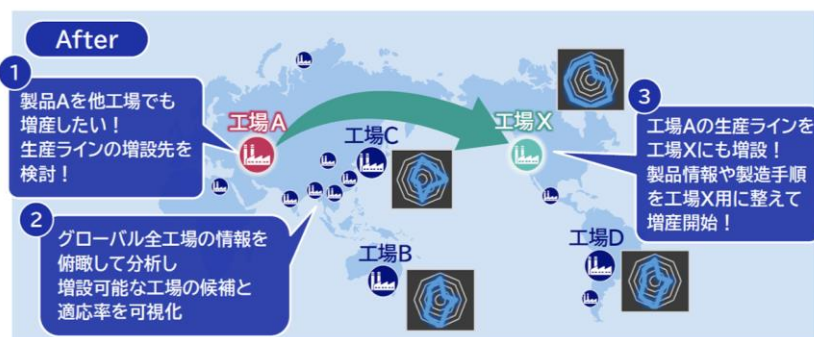 After
1
製品Aを他工場でも
増産したい！
生産ラインの増設先を
検討！
工場A
工場C
工場X
3
工場Aの生産ラインを
工場Xにも増設！
製品情報や製造手順
を工場X用に整えて
増産開始！
2
グローバル全工場の情報を
俯瞰して分析し
増設可能な工場の候補と
適応率を可視化
工場B
工場D